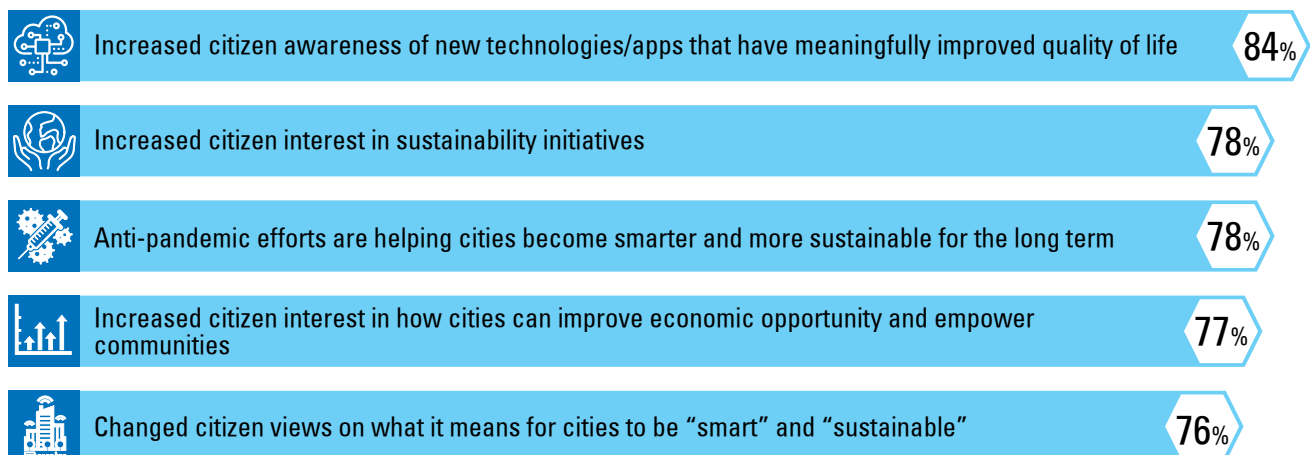 Increased citizen awareness of new technologies/apps that have meaningfully improved quality of life 84%
Increased citizen interest in sustainability initiatives 78%
Anti-pandemic efforts are helping cities become smarter and more sustainable for the long term 78%
Increased citizen interest in how cities can improve economic opportunity and empower
communities 77%
Changed citizen views on what it means for cities to be “smart” and “sustainable” 76%